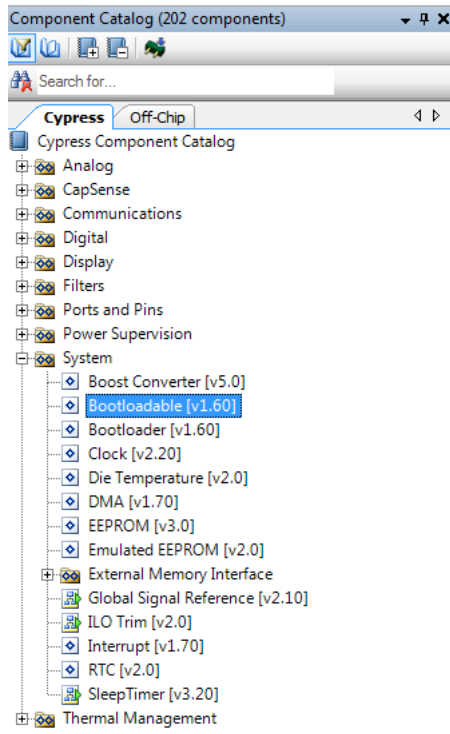 Component Catalog (202 components)
Search for...
Cypress Off-Chip
Cypress Component Catalog
Analog
CapSense
Communications
Digital
Display
Filters
Ports and Pins
Power Supervision
System
Boost Converter [v5.0]
Bootloadable [v1.60]
Bootloader [v1.60]
Clock [v2.20]
Die Temperature [v2.0]
DMA [v1.70]
EEPROM [v3.0]
Emulated EEPROM [v2.0]
External Memory Interface
Global Signal Reference [v2.10]
ILO Trim [v2.0]
Interrupt [v1.70]
RTC [v2.0]
SleepTimer [v3.20]
Thermal Management